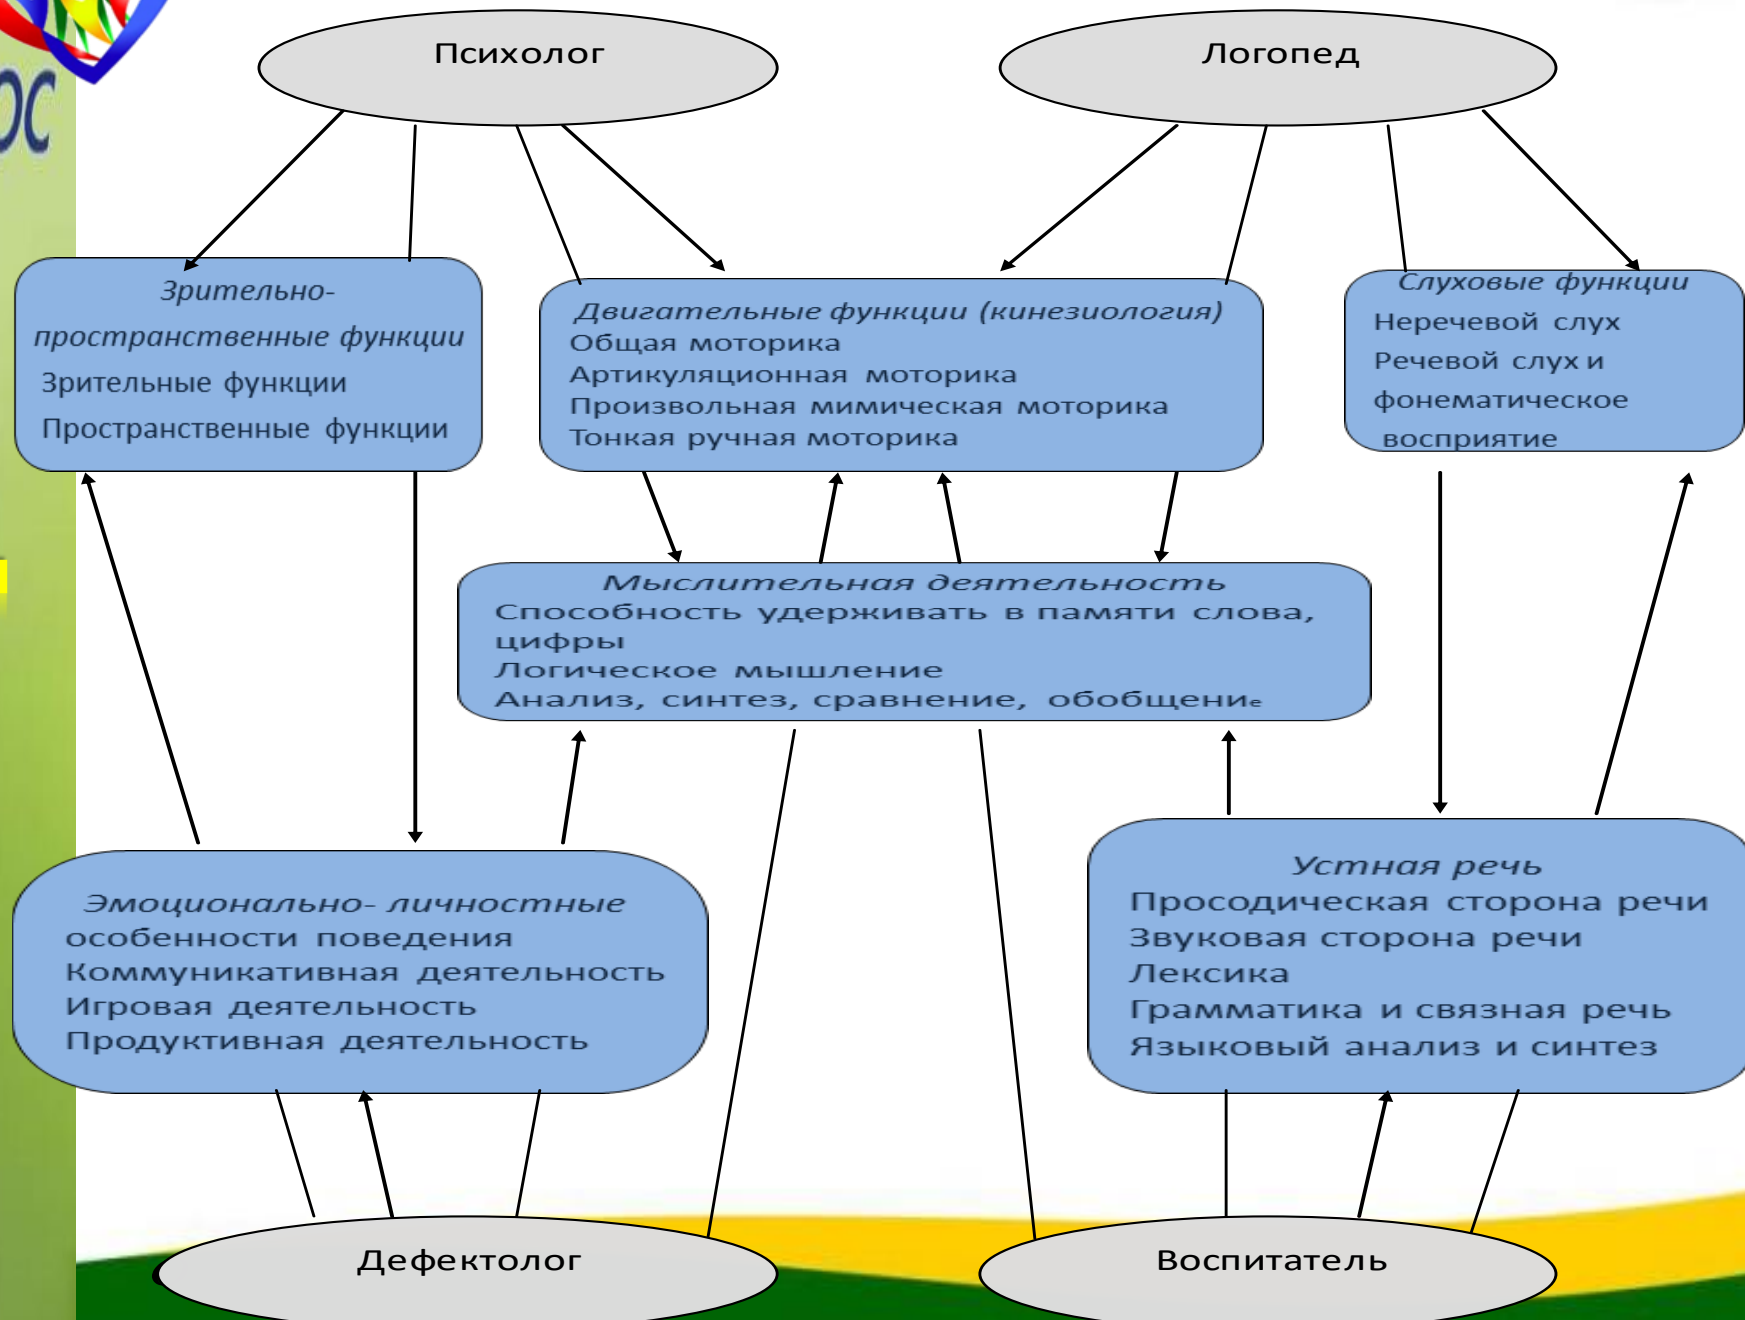 Психолог
Логопед
ОС
Зрительно-
пространственные функции
Зрительные функции
Пространственные функции
Двигательные функции (кинезиология)
Общая моторика
Артикуляционная моторика
Произвольная мимическая моторика
Тонкая ручная моторика
Слуховые функции
Неречевой слух
Речевой слух и
фонематическое
восприятие
Мыслительная деятельность
Способность удерживать в памяти слова,
цифры
Логическое мышление
Анализ, синтез, сравнение, обобщение
Эмоционально- личностные
особенности поведения
Коммуникативная деятельность
Игровая деятельность
Продуктивная деятельность
Устная речь
Просодическая сторона речи
Звуковая сторона речи
Лексика
Грамматика и связная речь
Языковый анализ и синтез
Дефектолог
Воспитатель